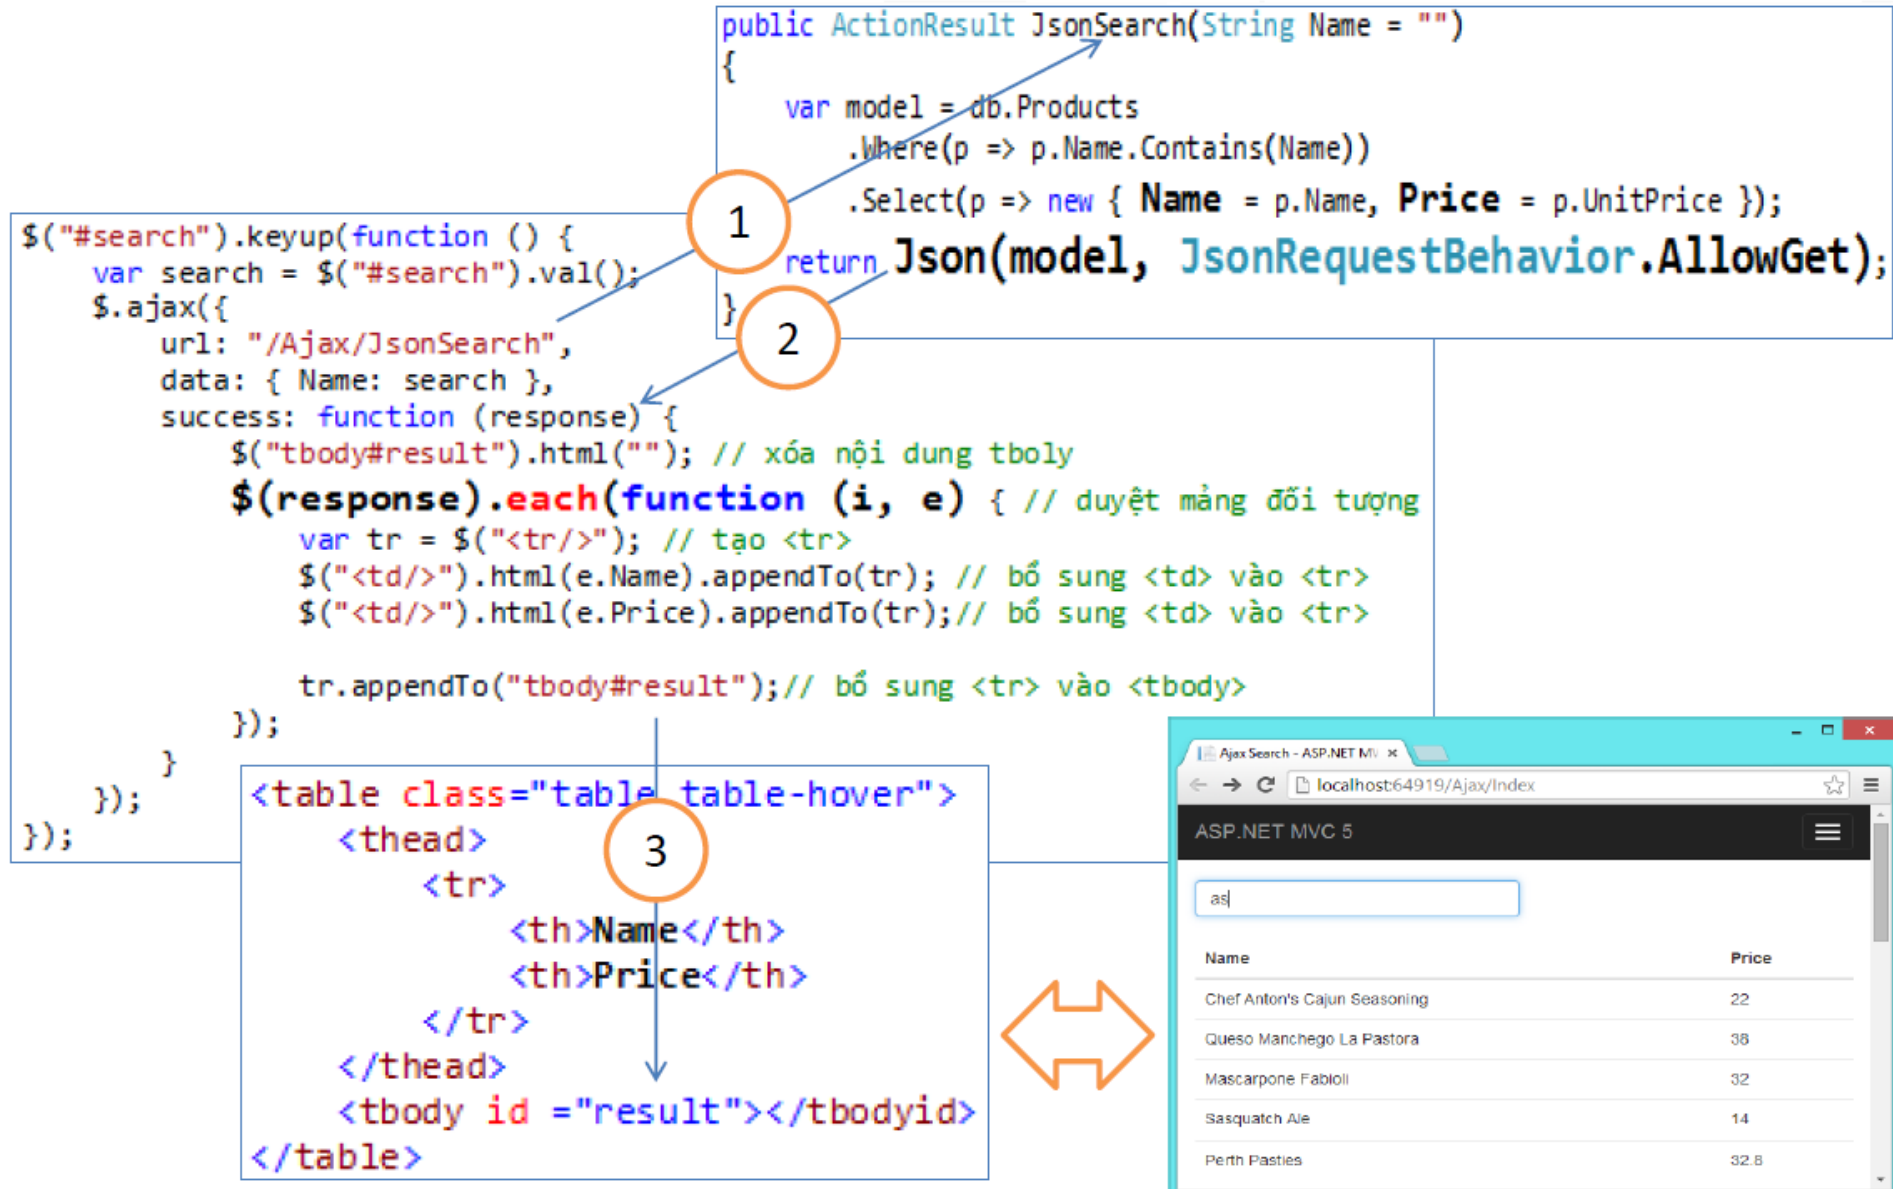 public ActionResult JsonSearch(String Name = "")
{
var model = db.Products
.Where(p => p.Name.Contains(Name))
.Select(p => new { Name = p.Name, Price = p.UnitPrice });
return Json(model, JsonRequestBehavior.AllowGet);
}
1
2
$("#search").keyup(function () {
var search = $("#search").val();
$.ajax({
url: "/Ajax/JsonSearch",
data: { Name: search },
success: function (response) {
$("tbody#result").html(""); // xóa nội dung tboly
$(response).each(function (i, e) { // duyệt mảng đối tượng
var tr = $("<tr/>"); // tạo <tr>
$("<td/>").html(e.Name).appendTo(tr); // bổ sung <td> vào <tr>
$("<td/>").html(e.Price).appendTo(tr);// bổ sung <td> vào <tr>
tr.appendTo("tbody#result");// bổ sung <tr> vào <tbody>
});
}
});
});
3
<table class="table table-hover">
<thead>
<tr>
<th>Name</th>
<th>Price</th>
</tr>
</thead>
<tbody id ="result"></tbodyid>
</table>
Ajax Search - ASP.NET MV
localhost:64919/Ajax/Index
ASP.NET MVC 5
as
Name Price
Chef Anton's Cajun Seasoning 22
Queso Manchego La Pastora 38
Mascarpone Fabioli 32
Sasquatch Ale 14
Perth Pasties 32.8